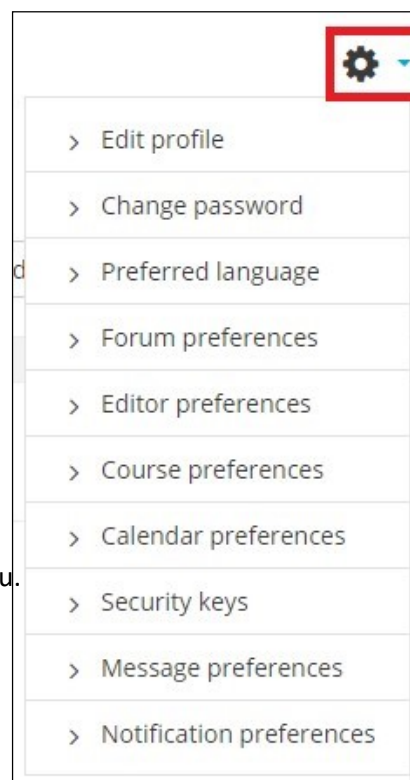 Edit profile
Change password
d
Preferred language
Forum preferences
Editor preferences
Course preferences
Calendar preferences
u.
Security keys
Message preferences
Notification preferences